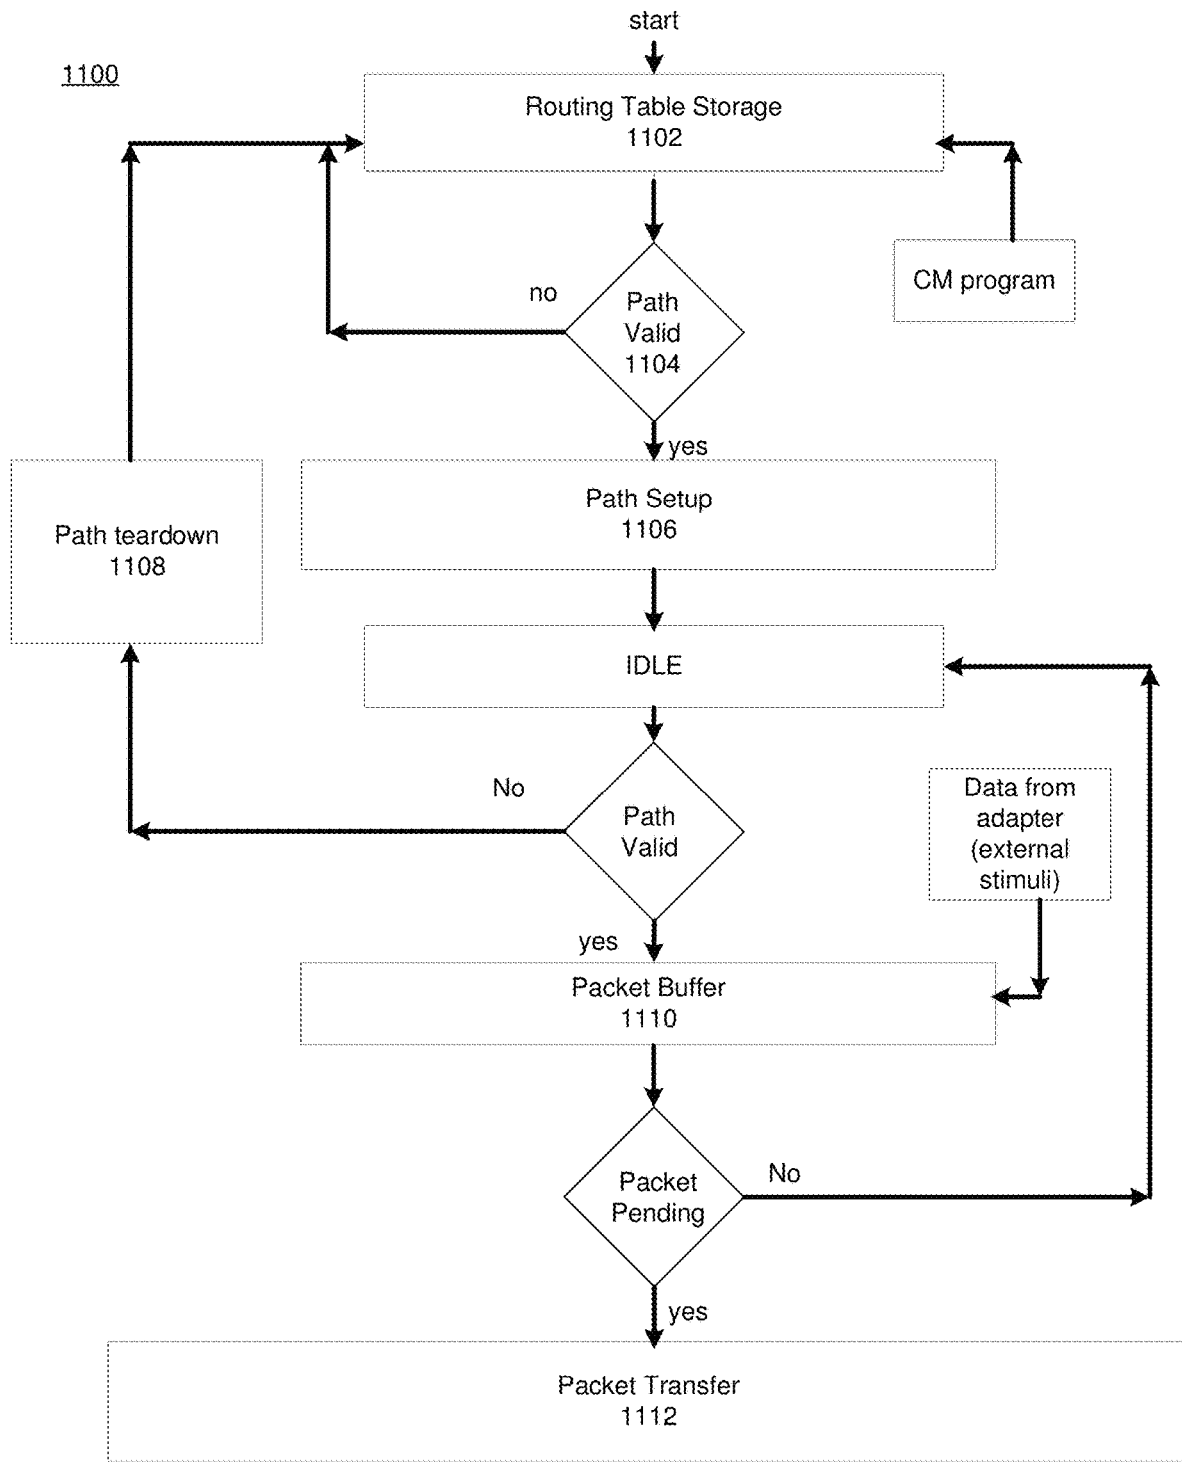 start
1100
Routing Table Storage
1102
CM program
no
Path
Valid
1104
yes
Path Setup
1106
Path teardown
1108
IDLE
No
Path
Valid
Data from
adapter
(external
stimuli)
yes
Packet Buffer
1110
Packet
Pending
No
yes
Packet Transfer
1112